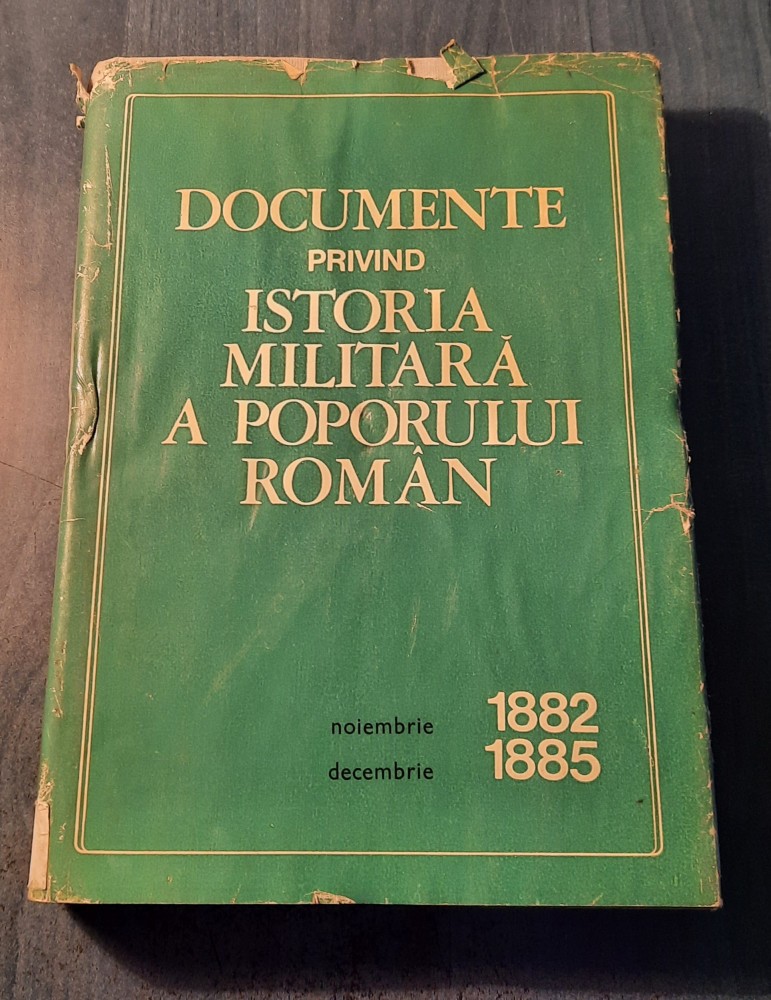 DOCUMENTE
PRIVIND
ISTORIA
MILITARĂ
A POPORULUI
ROMÂN
noiembrie 1882
decembrie 1885